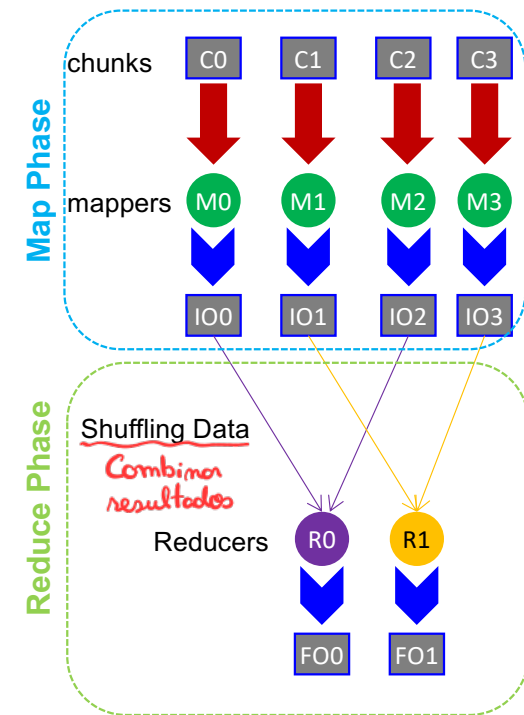 Map Phase
chunks C0 C1 C2 C3
mappers M0 M1 M2 M3
IO0 IO1 IO2 IO3
Reduce Phase
Shuffling Data
Combinar
resultados
Reducers R0 R1
FO0 FO1